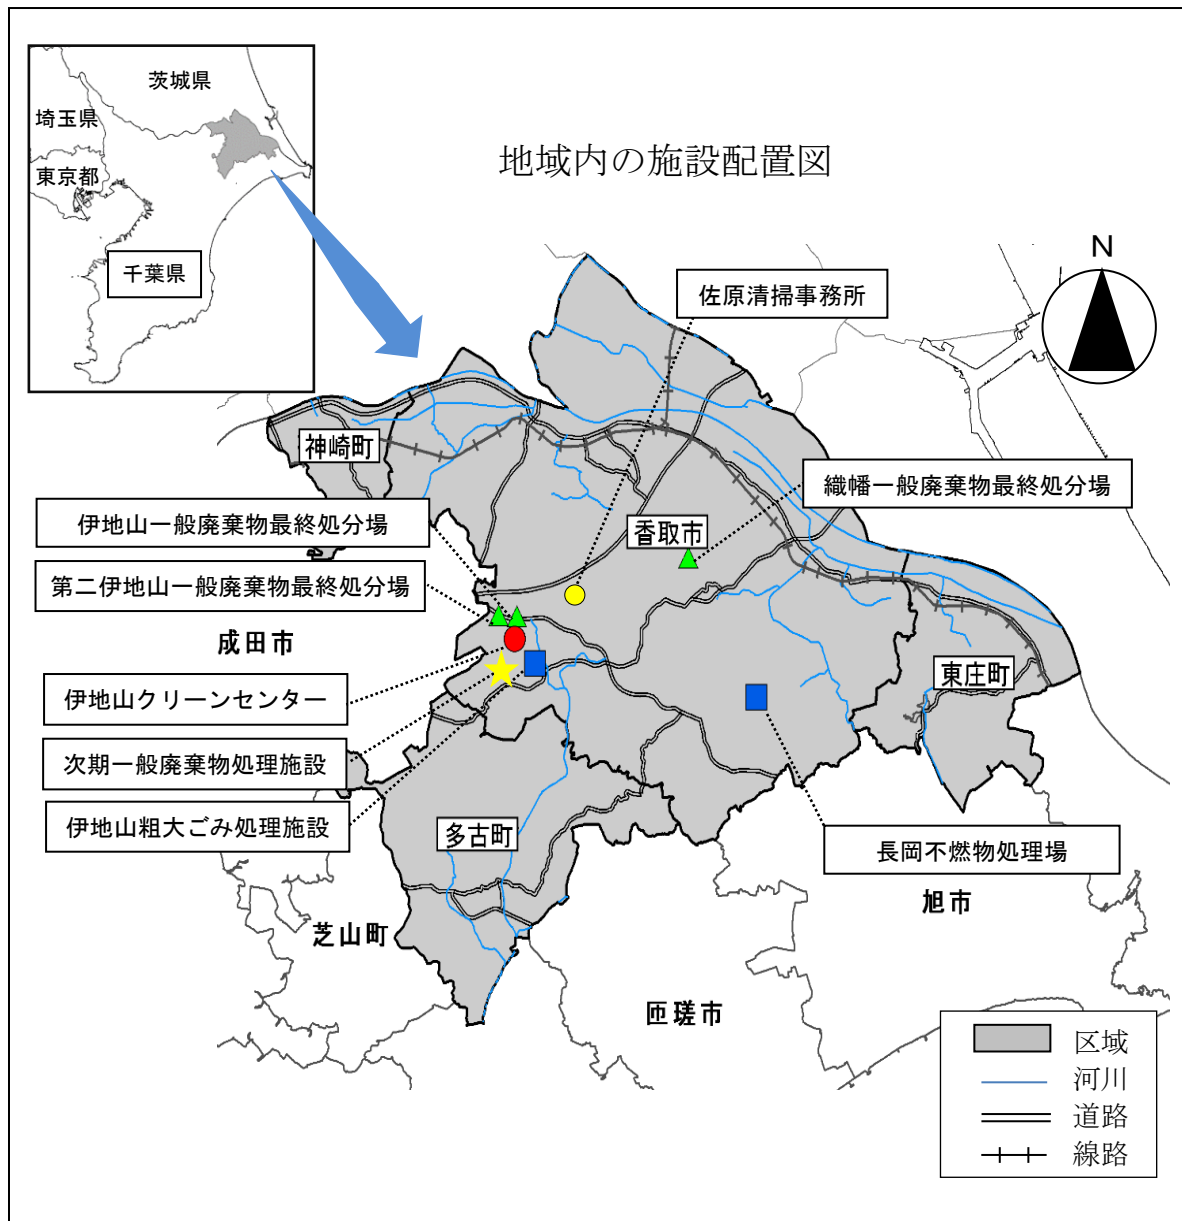 茨城県
埼玉県
東京都
千葉県
地域内の施設配置図
N
佐原清掃事務所
神崎町
織幡一般廃棄物最終処分場
伊地山一般廃棄物最終処分場
香取市
第二伊地山一般廃棄物最終処分場
成田市
東庄町
伊地山クリーンセンター
次期一般廃棄物処理施設
伊地山粗大ごみ処理施設
多古町
長岡不燃物処理場
旭市
芝山町
匝瑳市
区域
河川
道路
線路